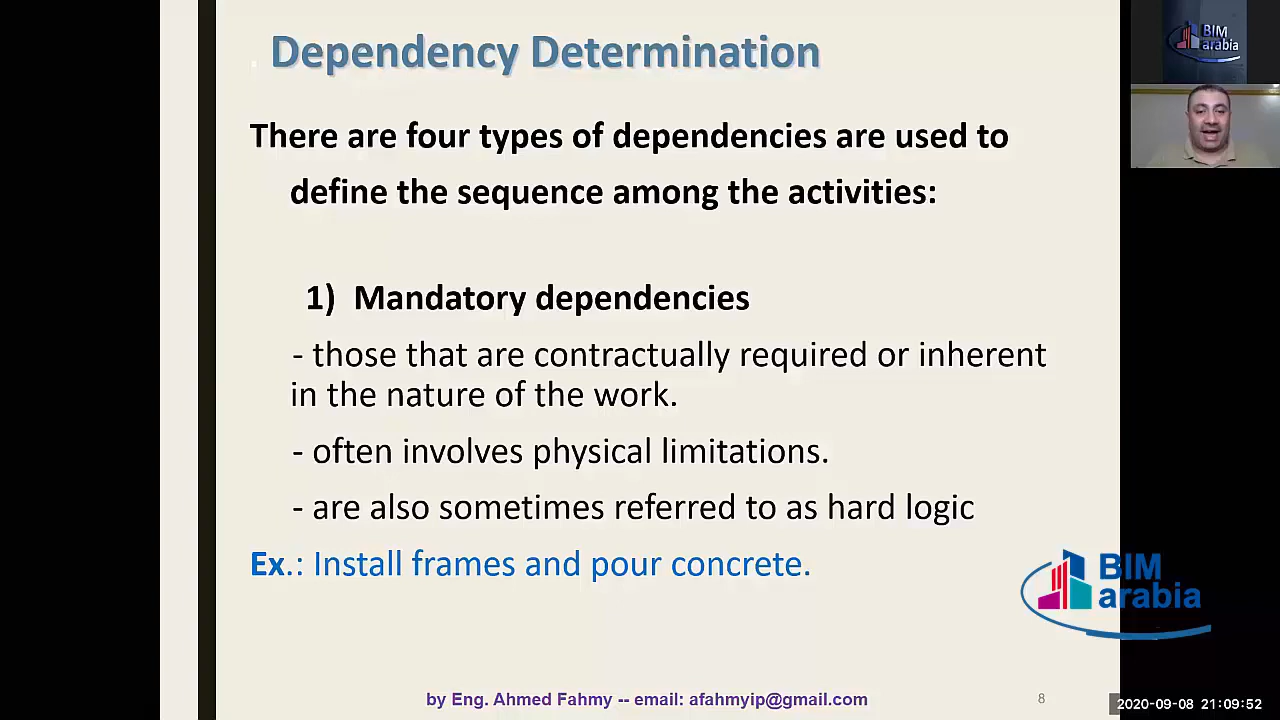 Dependency Determination
There are four types of dependencies are used to
define the sequence among the activities:
1) Mandatory dependencies
- those that are contractually required or inherent
in the nature of the work.
- often involves physical limitations.
- are also sometimes referred to as hard logic
Ex.: Install frames and pour concrete.
BIM
arabia
BIM
arabia
by Eng. Ahmed Fahmy -- email: afahmyip@gmail.com
8
2020-09-08 21:09:52